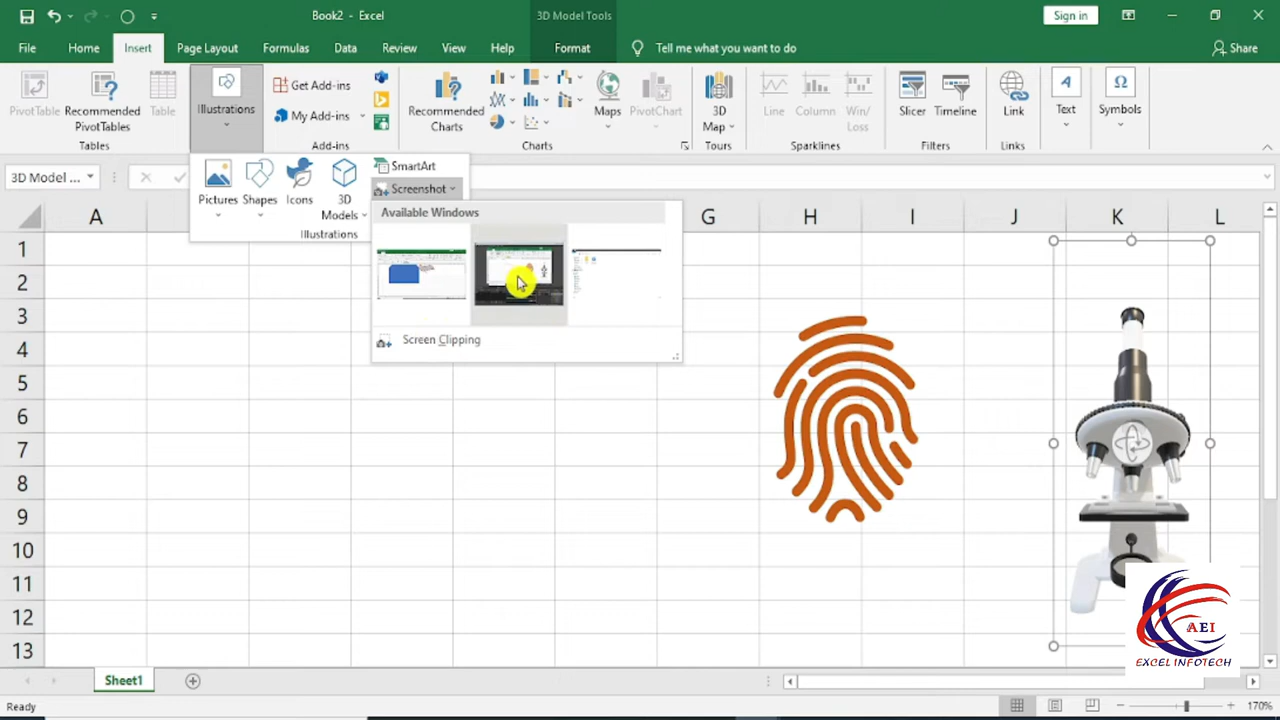 Book2 - Excel
3D Model Tools
Sign in
File
Home
Insert
Page Layout
Formulas
Data
Review
View
Help
Format
Tell me what you want to do
Share
PivotTable
Recommended
PivotTables
Table
Tables
Illustrations
Get Add-ins
My Add-ins
Add-ins
Recommended
Charts
Maps
PivotChart
Charts
3D
Map
Tours
Line
Column
Win/
Loss
Sparklines
Slicer
Timeline
Filters
Link
Links
Text
Symbols
3D Model ...
Pictures
Shapes
Icons
3D
Models
SmartArt
Screenshot
Illustrations
Available Windows
Screen Clipping
A G H I J K L
1
2
3
4
5
6
7
8
9
10
11
12
13
AEI
EXCEL INFOTECH
Sheet1
Ready
170%